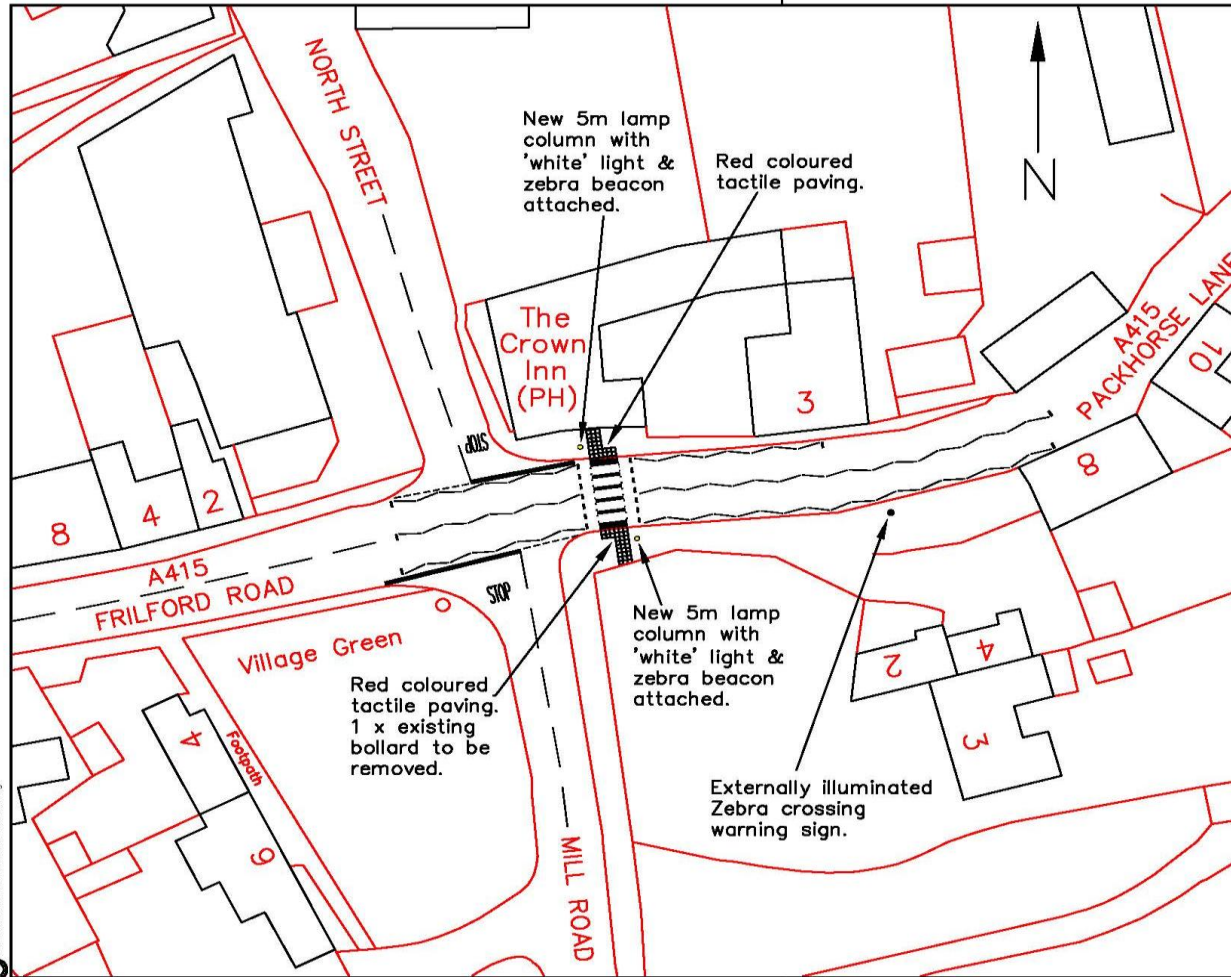 NORTH STREET
New 5m lamp
column with
'white' light &
zebra beacon
attached.
Red coloured
tactile paving.
N
The
Crown
Inn
(PH)
3
A415
PACKHORSE LANE
10
8
STOP
8
4
2
A415
FRILFORD ROAD
STOP
Village Green
Red coloured
tactile paving.
1 x existing
bollard to be
removed.
New 5m lamp
column with
'white' light &
zebra beacon
attached.
2
4
3
4
Footpath
Externally illuminated
Zebra crossing
warning sign.
MILL ROAD